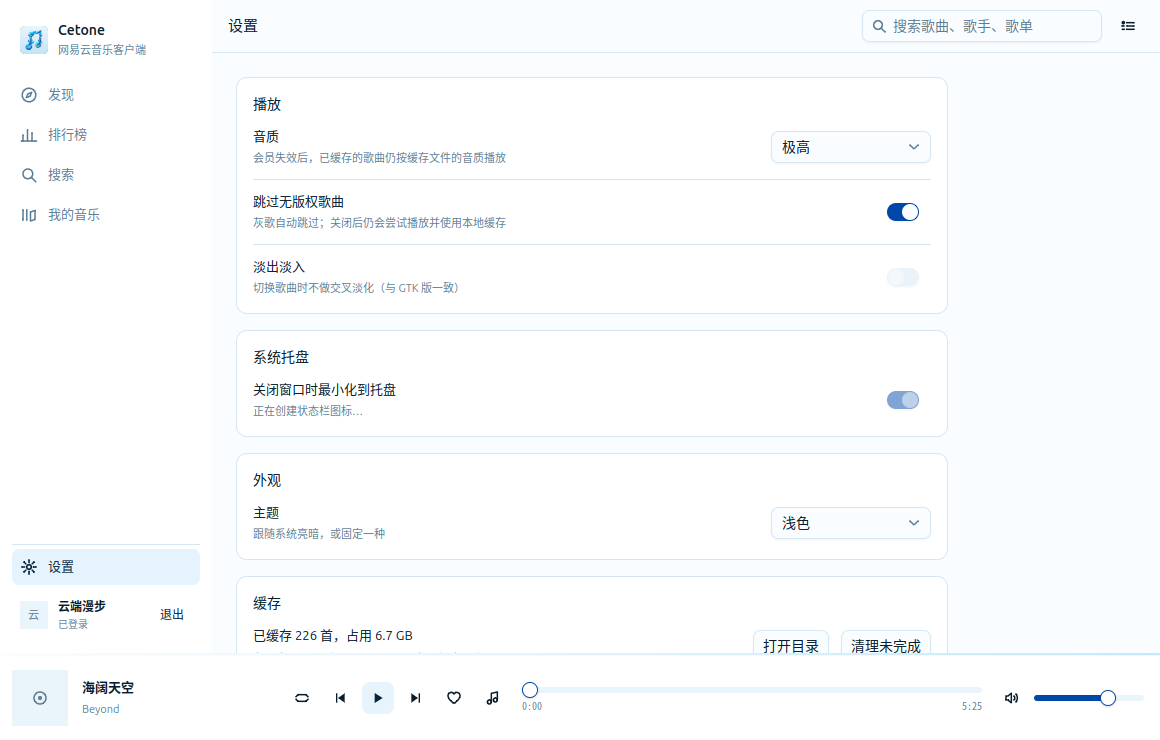 Cetone
网易云音乐客户端
发现
排行榜
搜索
我的音乐
设置
云
云端漫步
已登录
退出
设置
搜索歌曲、歌手、歌单
播放
音质
会员失效后，已缓存的歌曲仍按缓存文件的音质播放
极高
跳过无版权歌曲
灰歌自动跳过；关闭后仍会尝试播放并使用本地缓存
淡出淡入
切换歌曲时不做交叉淡化（与 GTK 版一致）
系统托盘
关闭窗口时最小化到托盘
正在创建状态栏图标…
外观
主题
跟随系统亮暗，或固定一种
浅色
缓存
已缓存 226 首，占用 6.7 GB
打开目录
清理未完成
海阔天空
Beyond
0:00
5:25